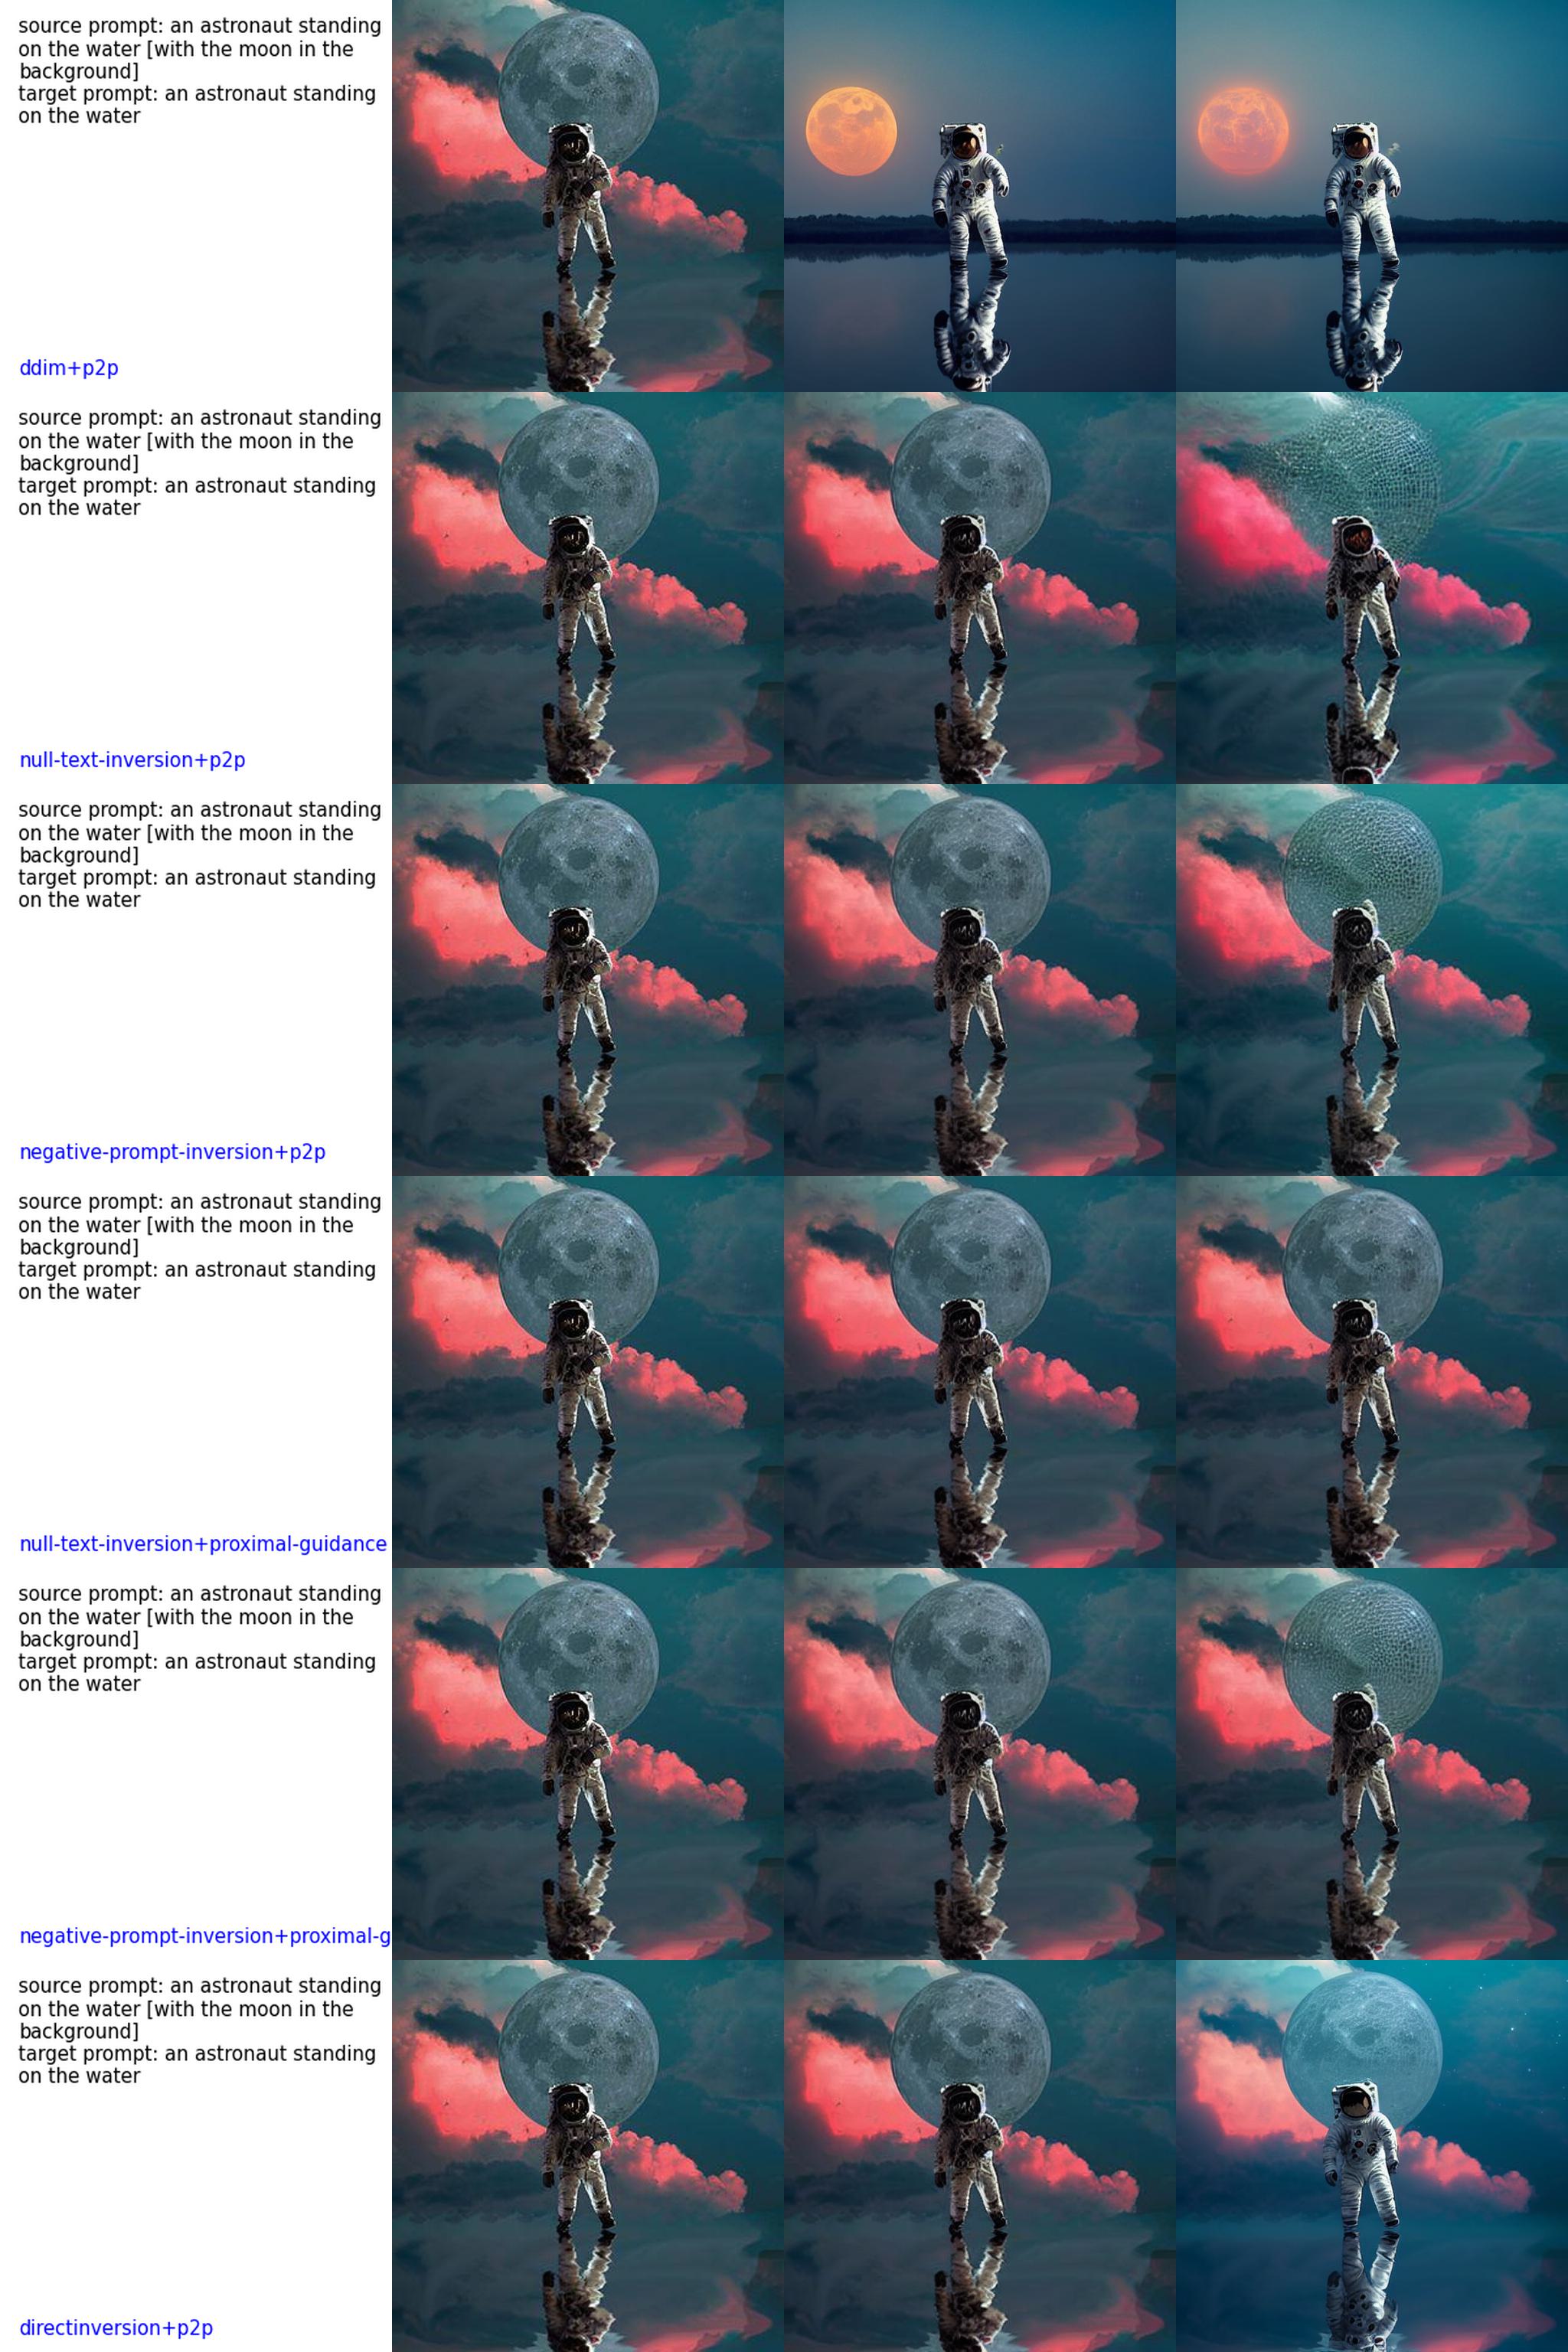 source prompt: an astronaut standing
on the water [with the moon in the
background]
target prompt: an astronaut standing
on the water
ddim+p2p
source prompt: an astronaut standing
on the water [with the moon in the
background]
target prompt: an astronaut standing
on the water
null-text-inversion+p2p
source prompt: an astronaut standing
on the water [with the moon in the
background]
target prompt: an astronaut standing
on the water
negative-prompt-inversion+p2p
source prompt: an astronaut standing
on the water [with the moon in the
background]
target prompt: an astronaut standing
on the water
null-text-inversion+proximal-guidance
source prompt: an astronaut standing
on the water [with the moon in the
background]
target prompt: an astronaut standing
on the water
negative-prompt-inversion+proximal-g
source prompt: an astronaut standing
on the water [with the moon in the
background]
target prompt: an astronaut standing
on the water
directinversion+p2p